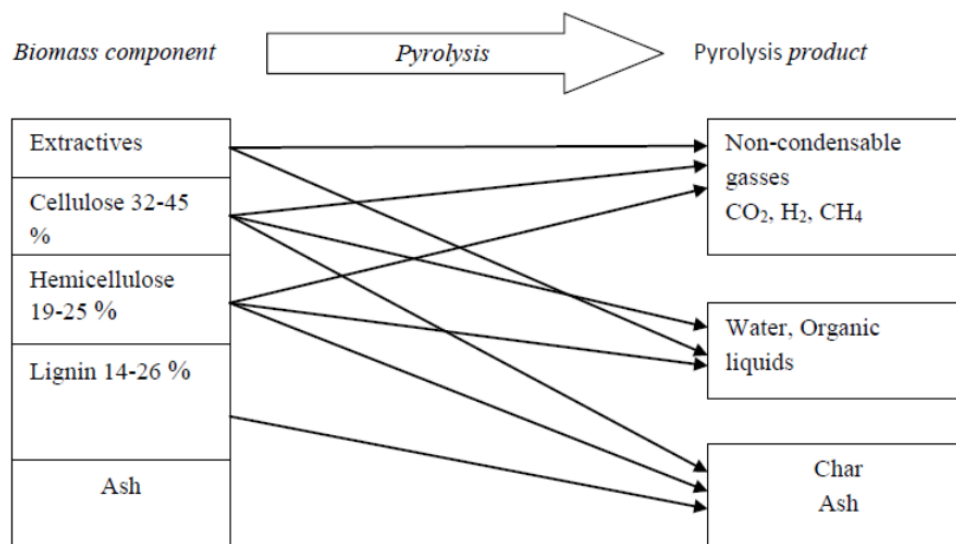 Biomass component
Pyrolysis
Pyrolysis product
Extractives
Cellulose 32-45
%
Hemicellulose
19-25 %
Lignin 14-26 %
Ash
Non-condensable
gasses
CO₂, H₂, CH₄
Water, Organic
liquids
Char
Ash